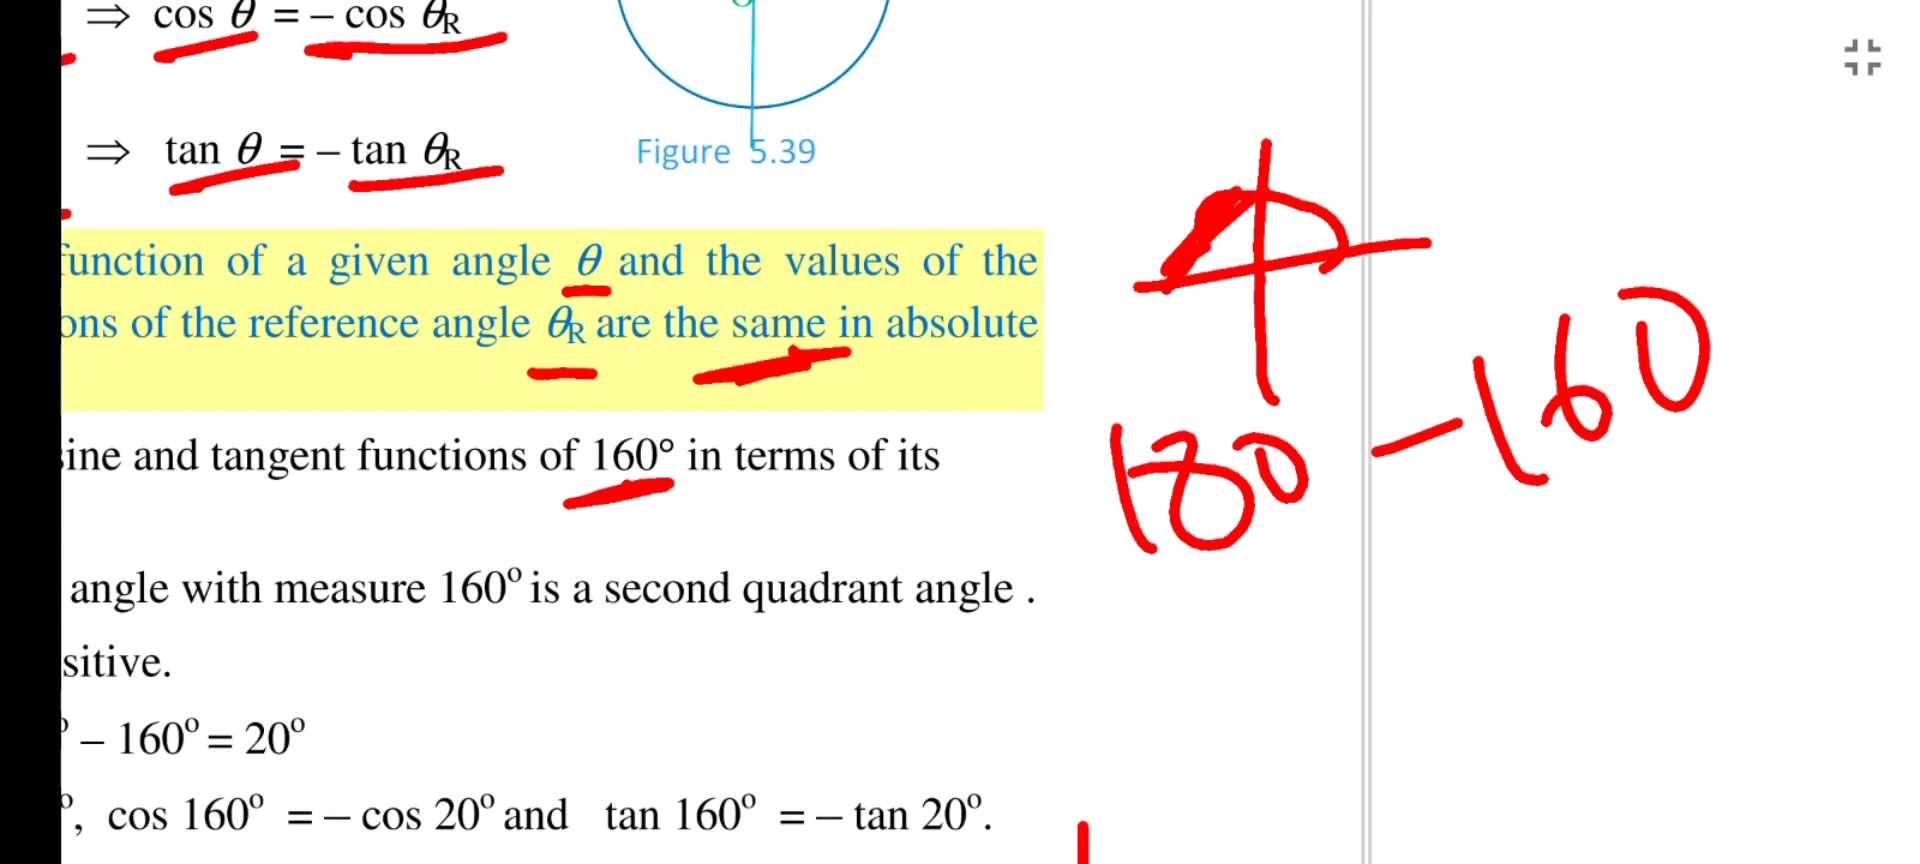 ⇒ cos θ = – cos θR
⇒ tan θ = – tan θR
Figure 5.39
function of a given angle θ and the values of the
ons of the reference angle θR are the same in absolute
ine and tangent functions of 160° in terms of its
180 – 160
angle with measure 160° is a second quadrant angle .
sitive.
– 160° = 20°
°, cos 160° = – cos 20° and tan 160° = – tan 20°.